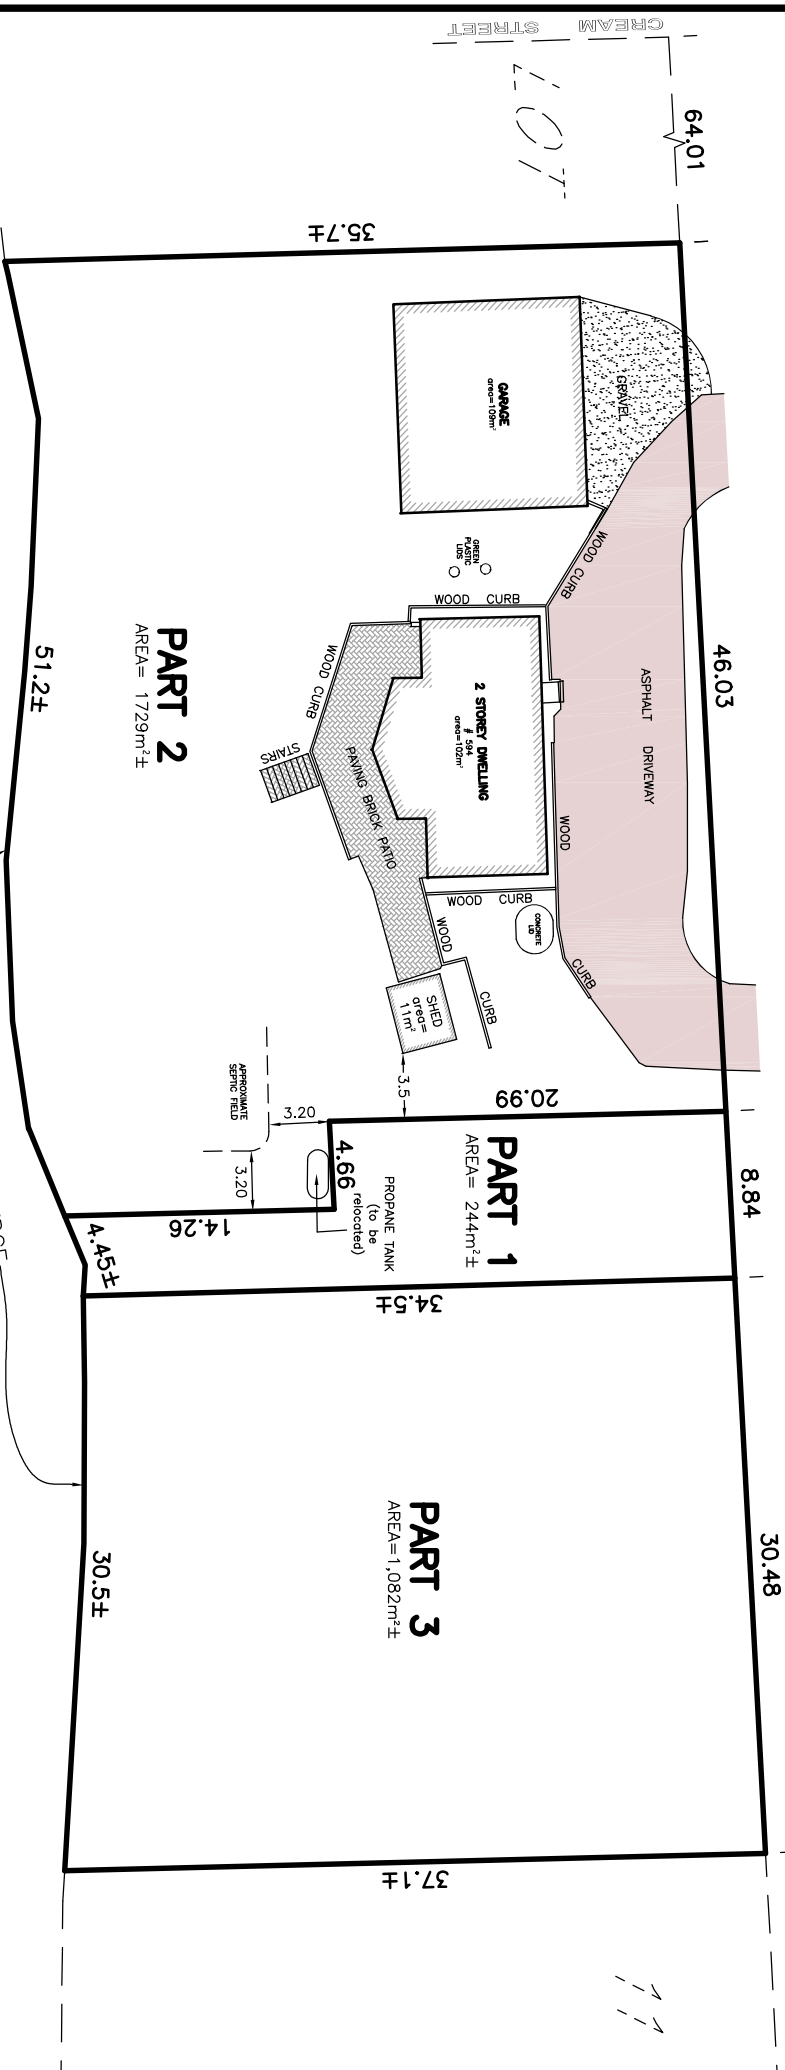 CREAM STREET
LOT
64.01
35.7±
GRAVEL
GARAGE
area=109m²
GREEN
PLASTIC
LIDS
WOOD CURB
WOOD CURB
46.03
ASPHALT DRIVEWAY
2 STOREY DWELLING
# 594
area=102m²
WOOD
CURB
WOOD CURB
PAVING BRICK PATIO
STAIRS
51.2±
PART 2
AREA= 1729m²±
WOOD CURB
CONCRETE
LID
WOOD
CURB
SHED
area=
11m²
3.5
20.99
APPROXIMATE
SEPTIC FIELD
3.20
3.20
4.66
14.26
PROPANE TANK
(to be
relocated)
PART 1
AREA= 244m²±
8.84
4.45±
34.5±
PART 3
AREA=1,082m²±
30.48
30.5±
37.1±
11